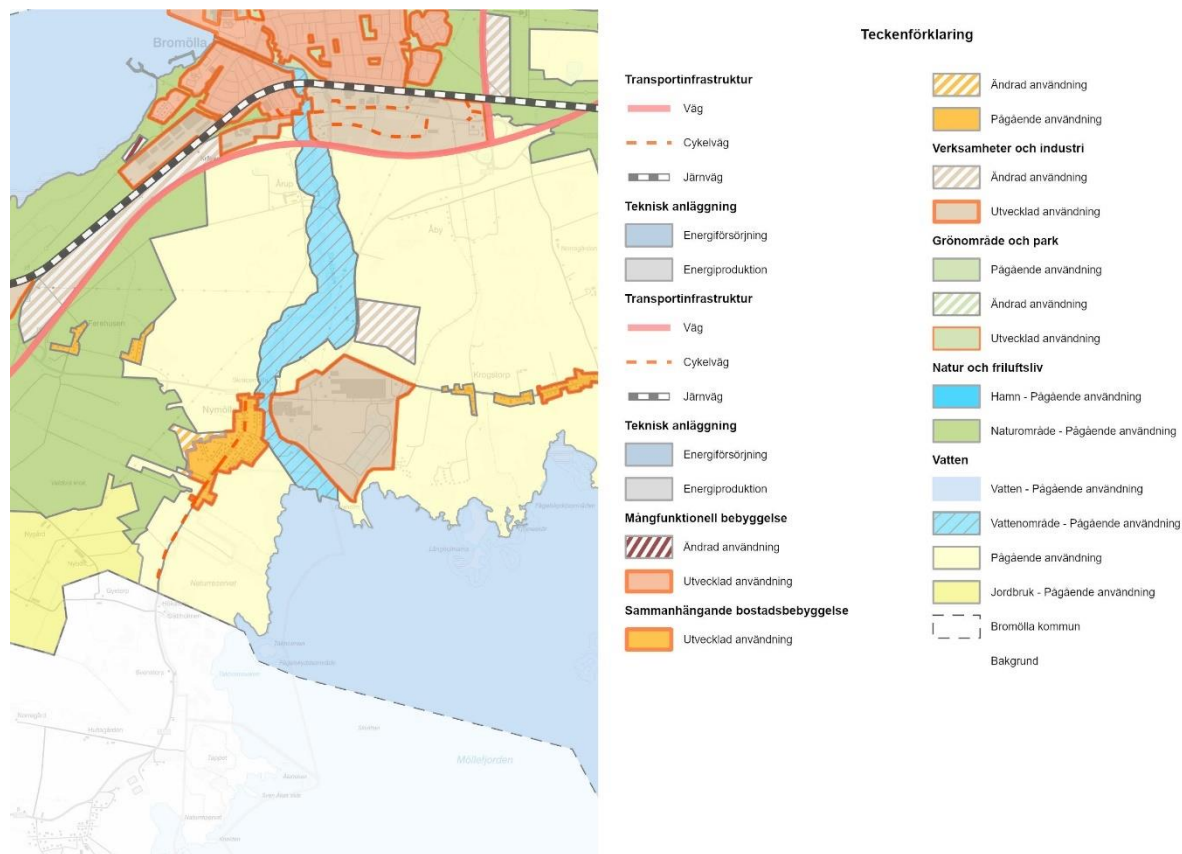 Bromölla
Årup
Åby
Nymölla
Krogstorp
Möllefjorden
Teckenförklaring
Transportinfrastruktur
Väg
Cykelväg
Järnväg
Teknisk anläggning
Energiförsörjning
Energiproduktion
Transportinfrastruktur
Väg
Cykelväg
Järnväg
Teknisk anläggning
Energiförsörjning
Energiproduktion
Mångfunktionell bebyggelse
Ändrad användning
Utvecklad användning
Sammanhängande bostadsbebyggelse
Utvecklad användning
Ändrad användning
Pågående användning
Verksamheter och industri
Ändrad användning
Utvecklad användning
Grönområde och park
Pågående användning
Ändrad användning
Utvecklad användning
Natur och friluftsliv
Hamn - Pågående användning
Naturområde - Pågående användning
Vatten
Vatten - Pågående användning
Vattenområde - Pågående användning
Pågående användning
Jordbruk - Pågående användning
Bromölla kommun
Bakgrund